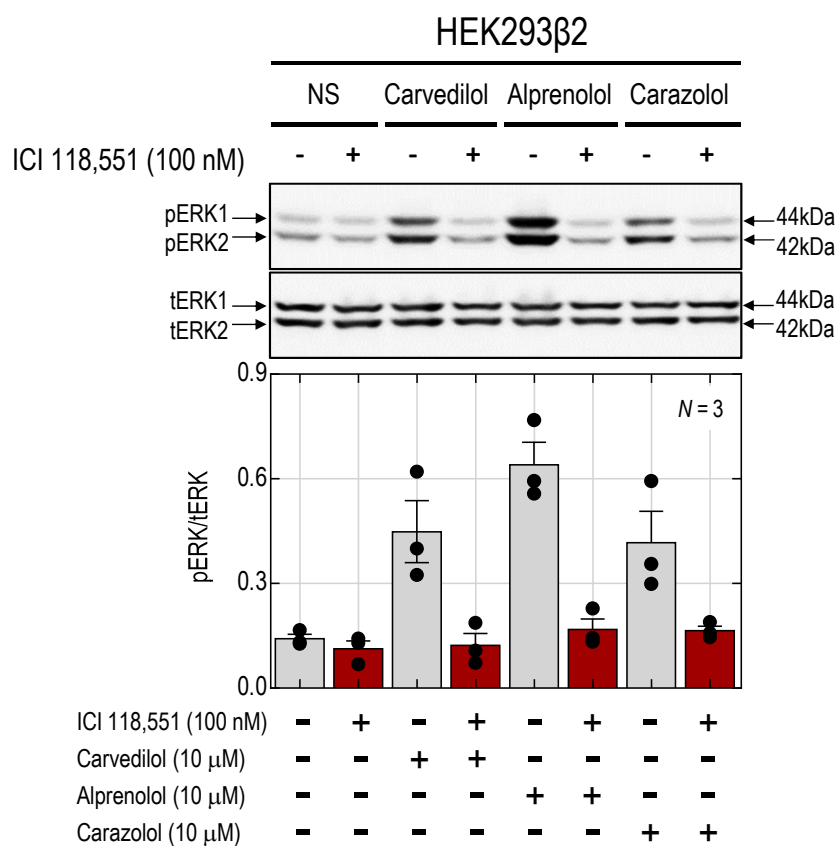 HEK293β2
NS Carvedilol Alprenolol Carazolol
ICI 118,551 (100 nM) - + - + - + - +
pERK1 44kDa
pERK2 42kDa
tERK1 44kDa
tERK2 42kDa
0.9
N = 3
0.6
pERK/tERK
0.3
0.0
ICI 118,551 (100 nM) - + - + - + - +
Carvedilol (10 μM) - - + + - - - -
Alprenolol (10 μM) - - - - + + - -
Carazolol (10 μM) - - - - - - + +